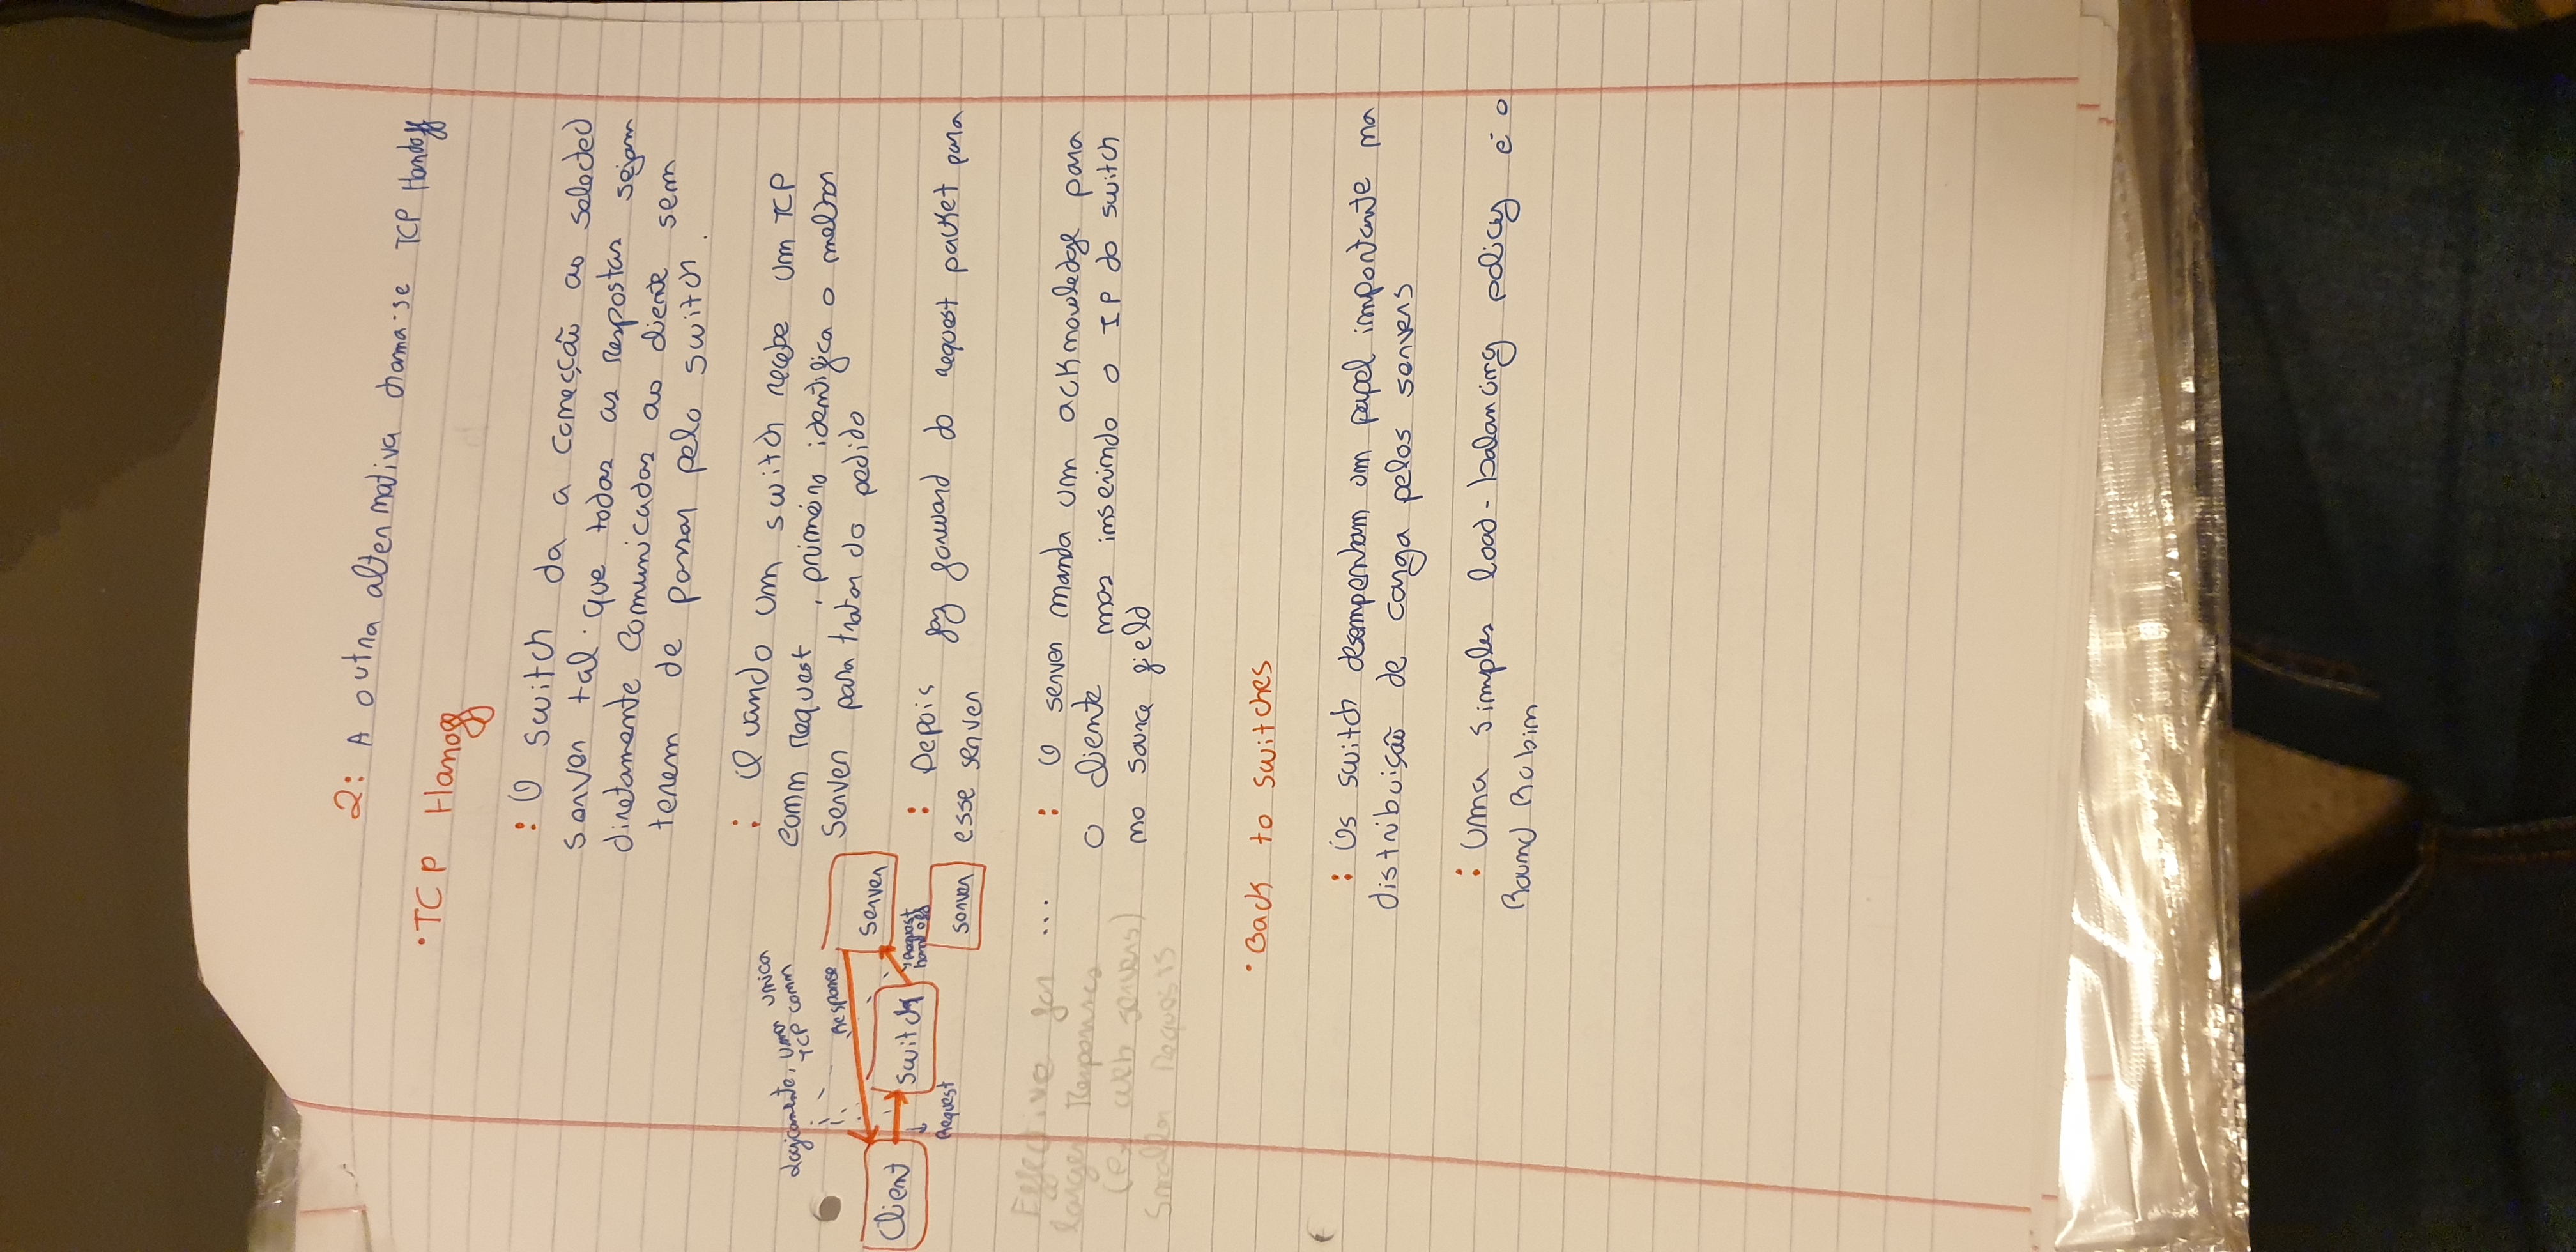 2: A outra alternativa chama-se TCP Handoff
• TCP Hanoff
: O switch da a connecção ao selected
server tal que todas as respostas sejam
diretamente comunicadas ao cliente sem
terem de passar pelo switch.
: Quando um switch recebe um TCP
conn request, primeiro identifica o melhor
server para tratar do pedido
: Depois faz forward do request packet para
esse server
: O server manda um acknowledge para
o cliente mas inserindo o IP do switch
no source field
Logicamente, uma unica
TCP conn
Response
Server
Client
Switch
Request
handoff
Request
server
Effective for ...
larger Responses
(ex web servers)
Smaller Requests
• Back to switches
: Os switch desempenham um papel importante na
distribuição de carga pelos servers
: Uma simples load-balancing policy é o
Round Robin